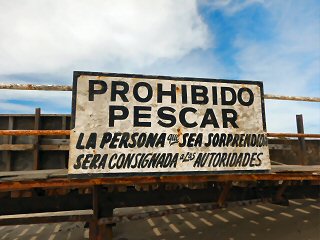 PROHIBIDO
PESCAR
LA PERSONA QUE SEA SORPRENDIDA
SERA CONSIGNADA A LAS AUTORIDADES